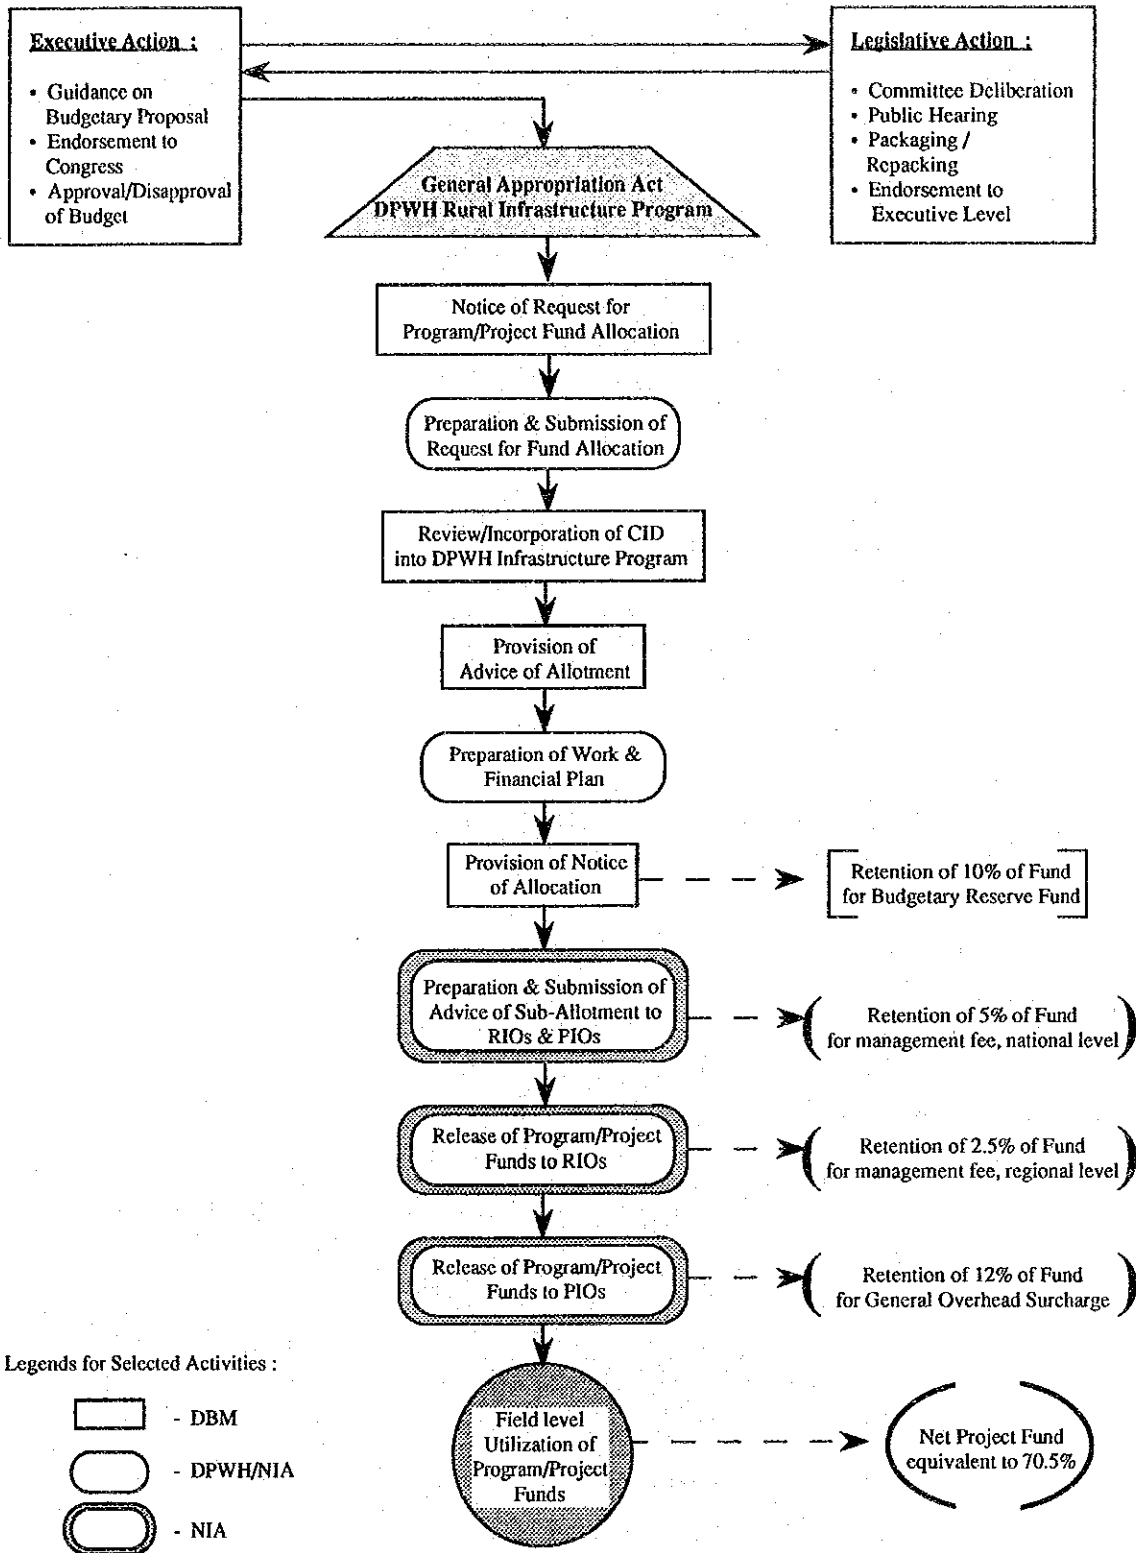 Executive Action :
• Guidance on
Budgetary Proposal
• Endorsement to
Congress
• Approval/Disapproval
of Budget
Legislative Action :
• Committee Deliberation
• Public Hearing
• Packaging /
Repacking
• Endorsement to
Executive Level
General Appropriation Act
DPWH Rural Infrastructure Program
Notice of Request for
Program/Project Fund Allocation
Preparation & Submission of
Request for Fund Allocation
Review/Incorporation of CID
into DPWH Infrastructure Program
Provision of
Advice of Allotment
Preparation of Work &
Financial Plan
Provision of Notice
of Allocation
Retention of 10% of Fund
for Budgetary Reserve Fund
Preparation & Submission of
Advice of Sub-Allotment to
RIOs & PIOs
Retention of 5% of Fund
for management fee, national level
Release of Program/Project
Funds to RIOs
Retention of 2.5% of Fund
for management fee, regional level
Release of Program/Project
Funds to PIOs
Retention of 12% of Fund
for General Overhead Surcharge
Field level
Utilization of
Program/Project
Funds
Net Project Fund
equivalent to 70.5%
Legends for Selected Activities :
- DBM
- DPWH/NIA
- NIA